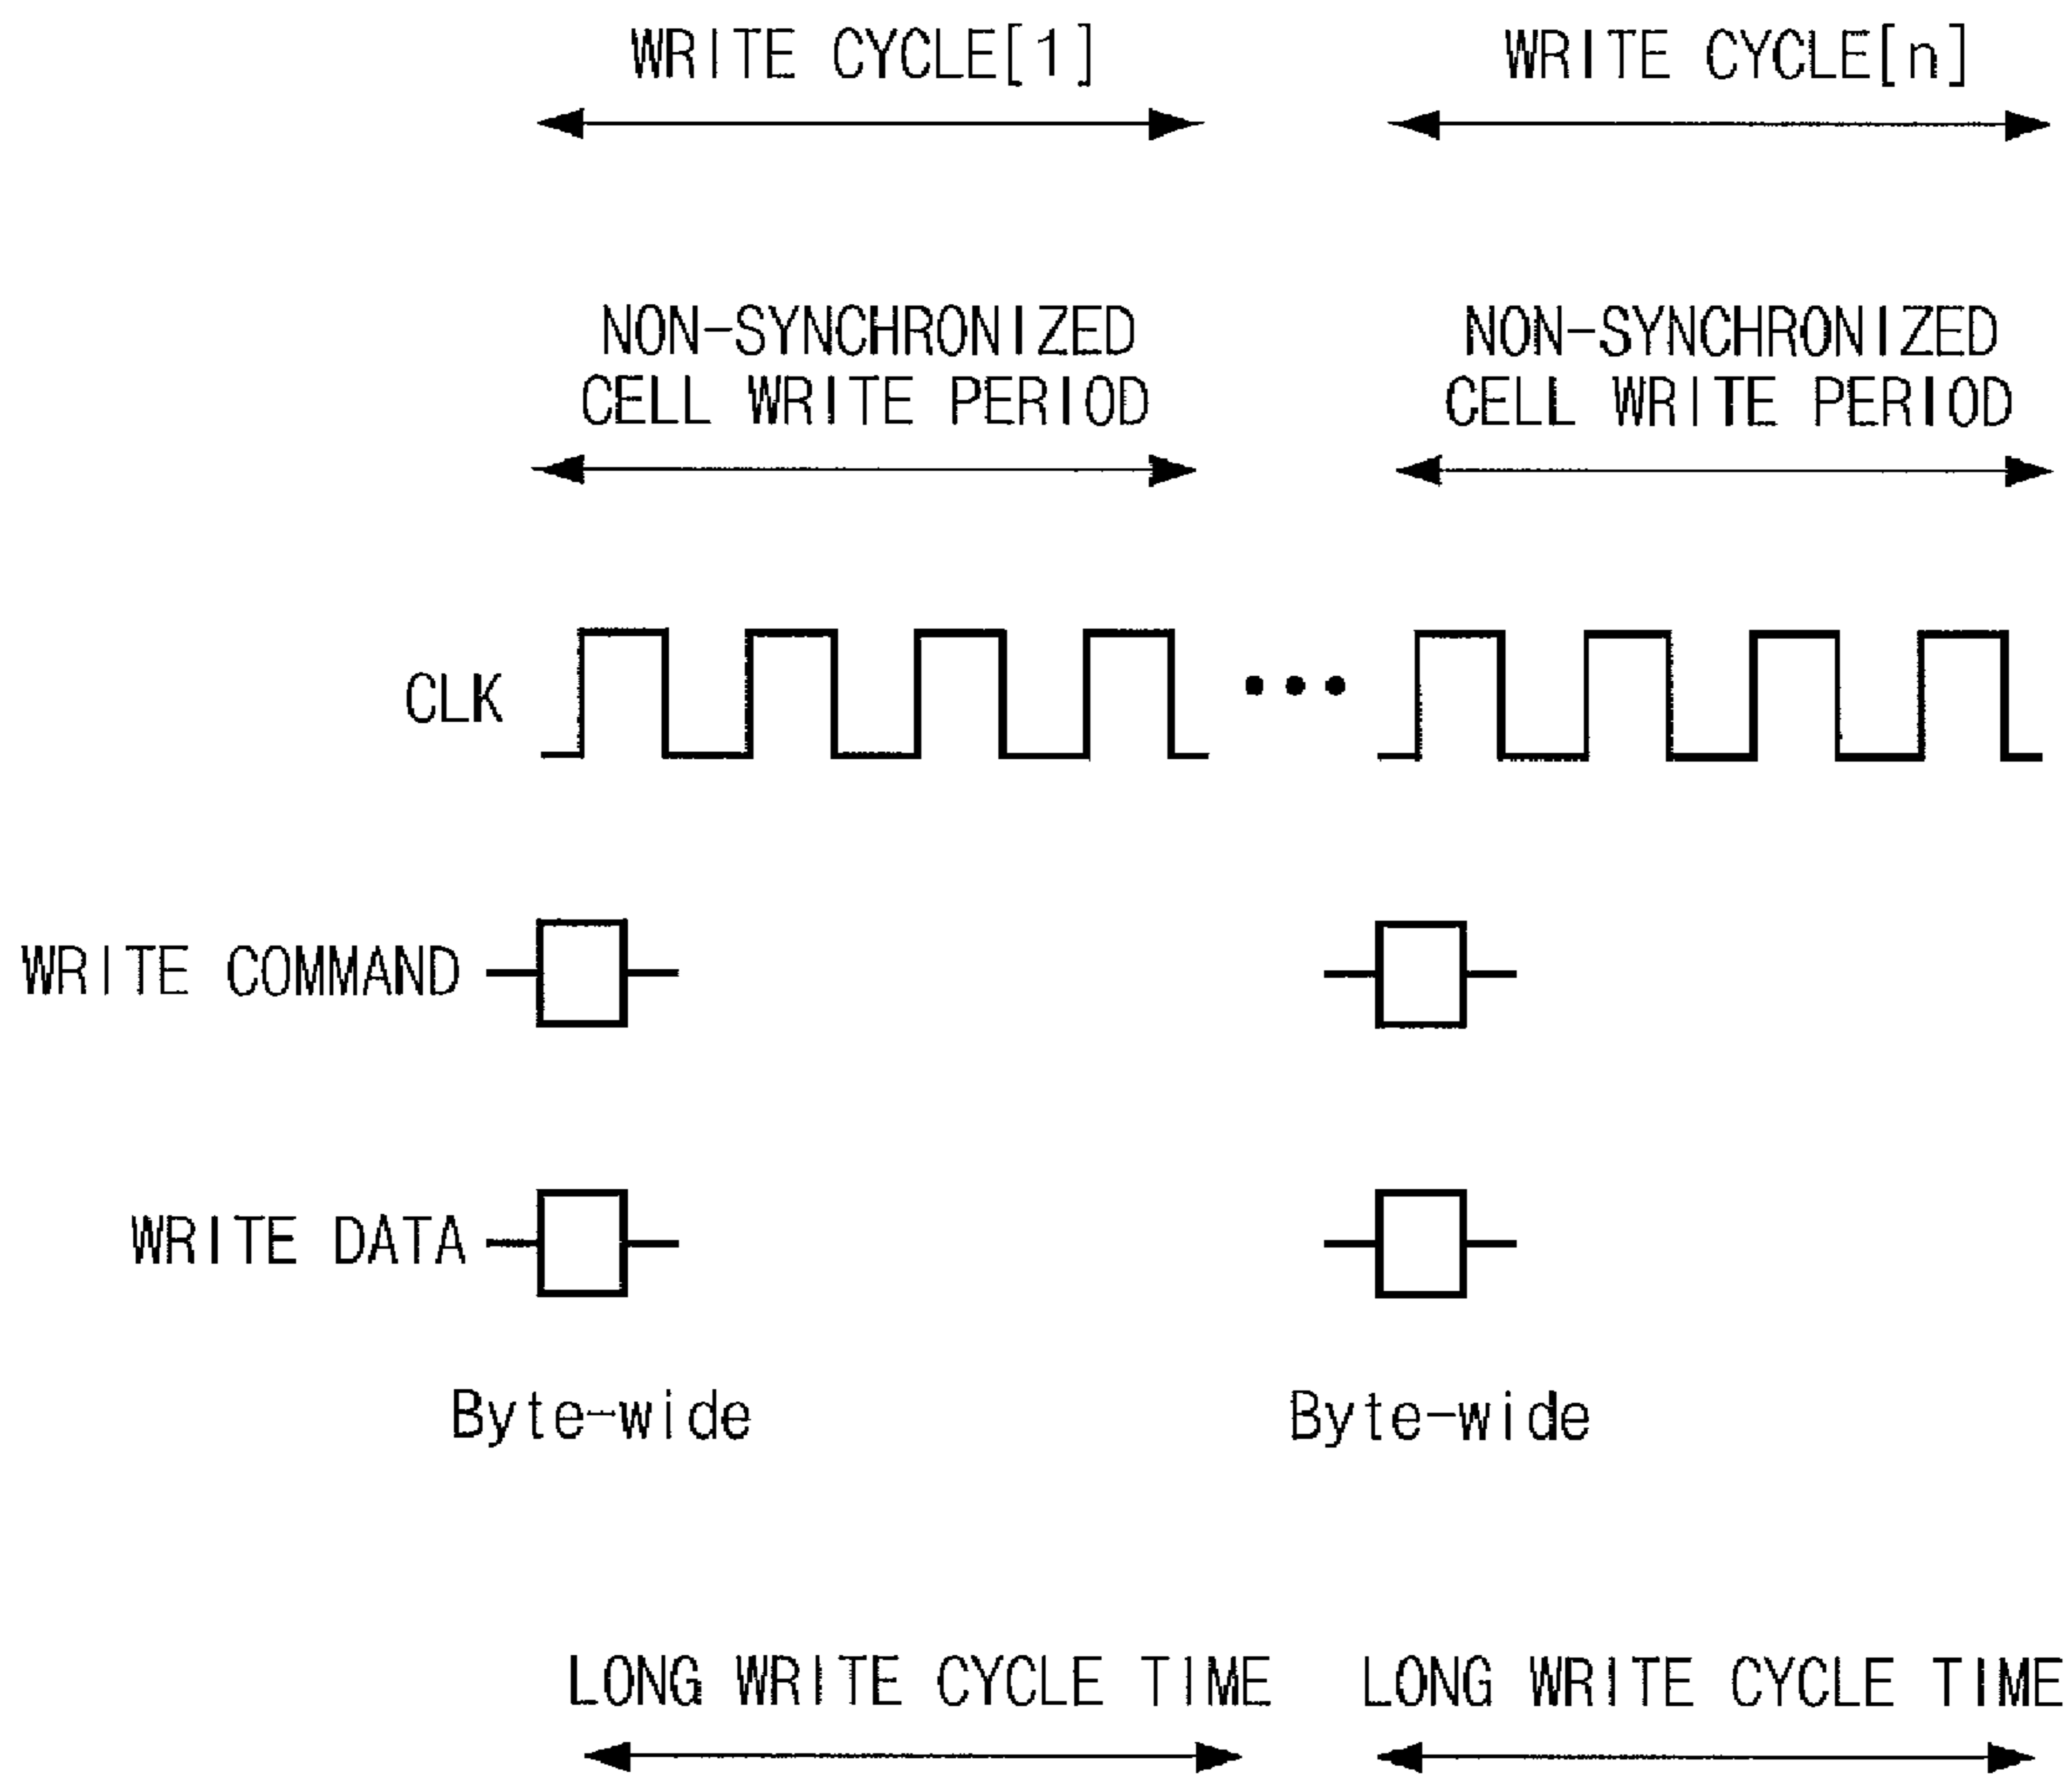 WRITE CYCLE[1] WRITE CYCLE[n]
NON-SYNCHRONIZED NON-SYNCHRONIZED
CELL WRITE PERIOD CELL WRITE PERIOD
CLK
WRITE COMMAND
WRITE DATA
Byte-wide Byte-wide
LONG WRITE CYCLE TIME LONG WRITE CYCLE TIME